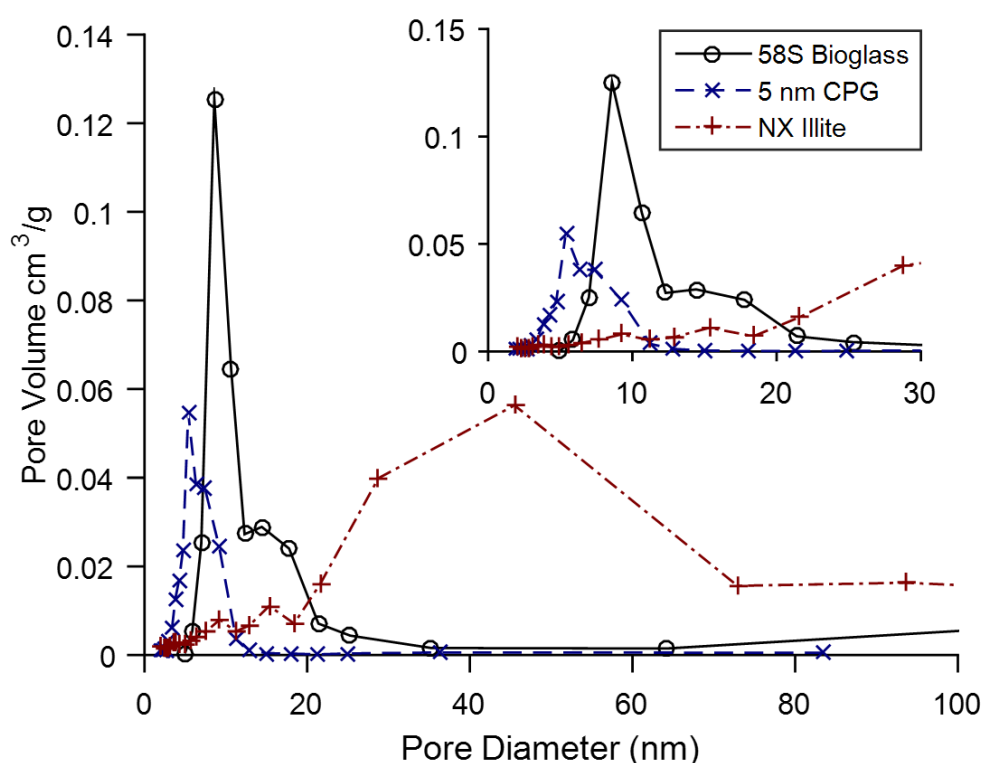 0.14
0.12
0.1
0.08
0.06
0.04
0.02
0
Pore Volume cm³/g
0.15
0.1
0.05
0
0 10 20 30
58S Bioglass
5 nm CPG
NX Illite
0 20 40 60 80 100
Pore Diameter (nm)